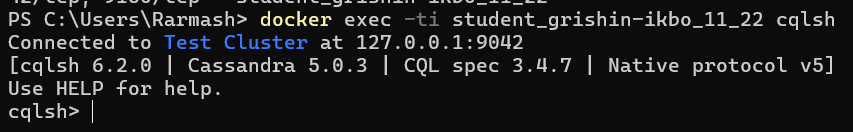 PS C:\Users\Rarmash> docker exec -ti student_grishin-ikbo_11_22 cqlsh
Connected to Test Cluster at 127.0.0.1:9042
[cqlsh 6.2.0 | Cassandra 5.0.3 | CQL spec 3.4.7 | Native protocol v5]
Use HELP for help.
cqlsh>